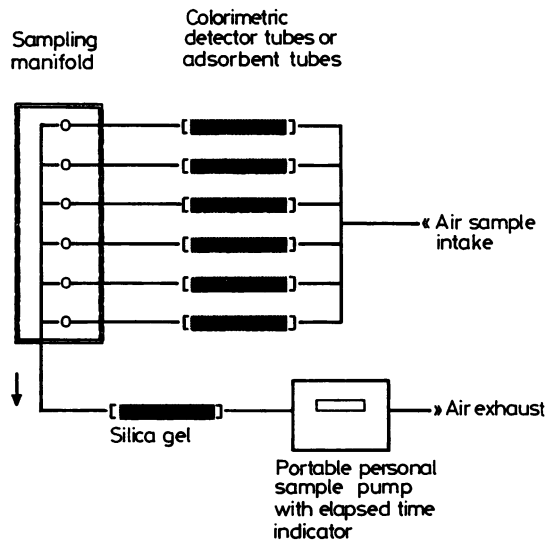 Sampling
manifold
Colorimetric
detector tubes or
adsorbent tubes
Air sample
intake
Silica gel
Air exhaust
Portable personal
sample pump
with elapsed time
indicator